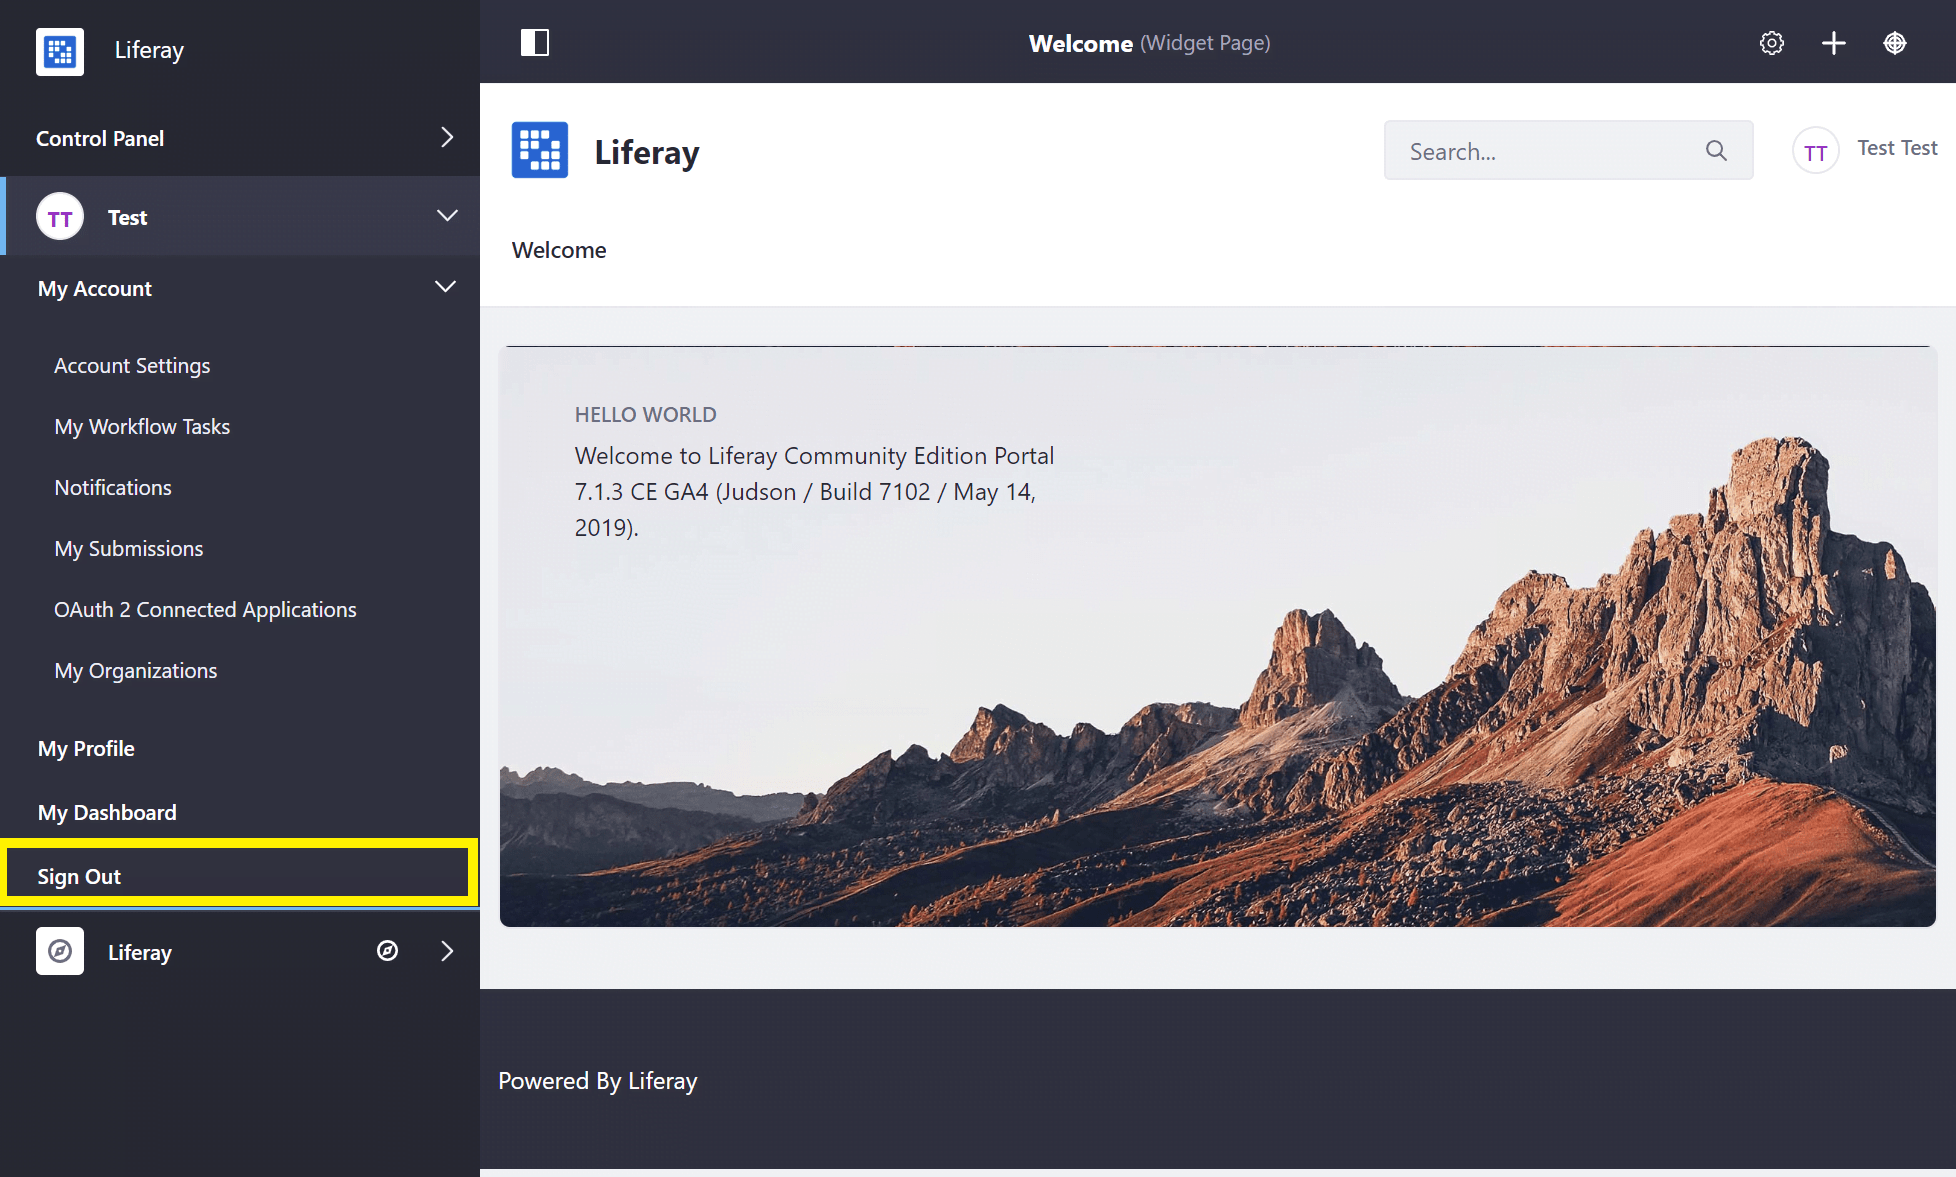 Liferay
Control Panel
TT Test
My Account
Account Settings
My Workflow Tasks
Notifications
My Submissions
OAuth 2 Connected Applications
My Organizations
My Profile
My Dashboard
Sign Out
Liferay
Welcome (Widget Page)
Liferay
Search...
TT Test Test
Welcome
HELLO WORLD
Welcome to Liferay Community Edition Portal
7.1.3 CE GA4 (Judson / Build 7102 / May 14,
2019).
Powered By Liferay